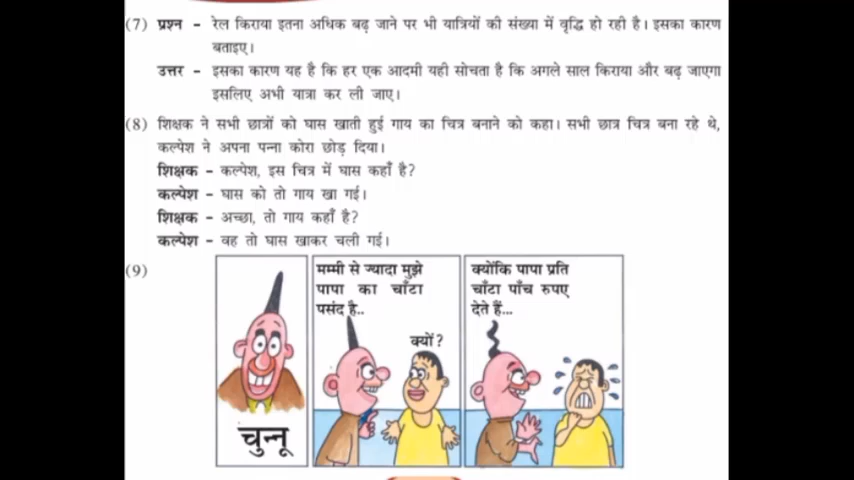 (7) प्रश्न – रेल किराया इतना अधिक बढ़ जाने पर भी यात्रियों की संख्या में वृद्धि हो रही है। इसका कारण
बताइए।
उत्तर – इसका कारण यह है कि हर एक आदमी यही सोचता है कि अगले साल किराया और बढ़ जाएगा
इसलिए अभी यात्रा कर ली जाए।
(8) शिक्षक ने सभी छात्रों को घास खाती हुई गाय का चित्र बनाने को कहा। सभी छात्र चित्र बना रहे थे,
कल्पेश ने अपना पन्ना कोरा छोड़ दिया।
शिक्षक – कल्पेश, इस चित्र में घास कहाँ है?
कल्पेश – घास को तो गाय खा गई।
शिक्षक – अच्छा, तो गाय कहाँ है?
कल्पेश – वह तो घास खाकर चली गई।
(9)
चुन्नू
मम्मी से ज्यादा मुझे
पापा का चाँटा
पसंद है..
क्यों ?
क्योंकि पापा प्रति
चाँटा पाँच रुपए
देते हैं...